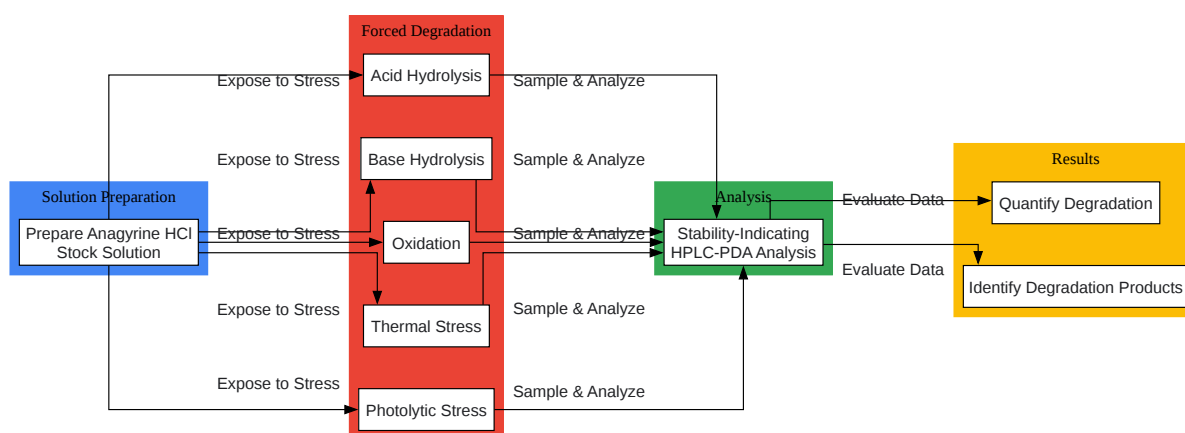 Forced Degradation
Acid Hydrolysis
Expose to Stress
Sample & Analyze
Base Hydrolysis
Expose to Stress
Sample & Analyze
Results
Solution Preparation
Analysis
Evaluate Data
Quantify Degradation
Prepare Anagyrine HCl
Stock Solution
Expose to Stress
Oxidation
Sample & Analyze
Stability-Indicating
HPLC-PDA Analysis
Evaluate Data
Identify Degradation Products
Expose to Stress
Thermal Stress
Sample & Analyze
Expose to Stress
Photolytic Stress
Sample & Analyze